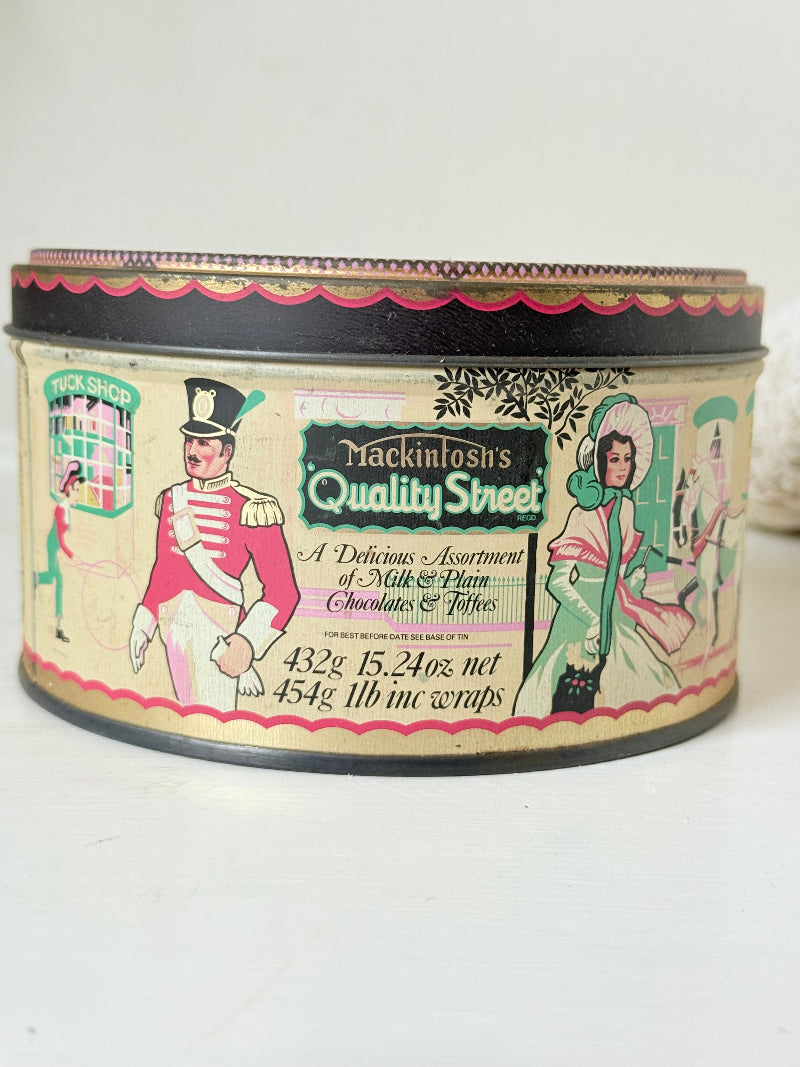 TUCK SHOP
Mackintosh's
'Quality Street'
REGD.
A Delicious Assortment
of Milk & Plain
Chocolates & Toffees
FOR BEST BEFORE DATE SEE BASE OF TIN
432g 15.24oz net
454g 1lb inc wraps